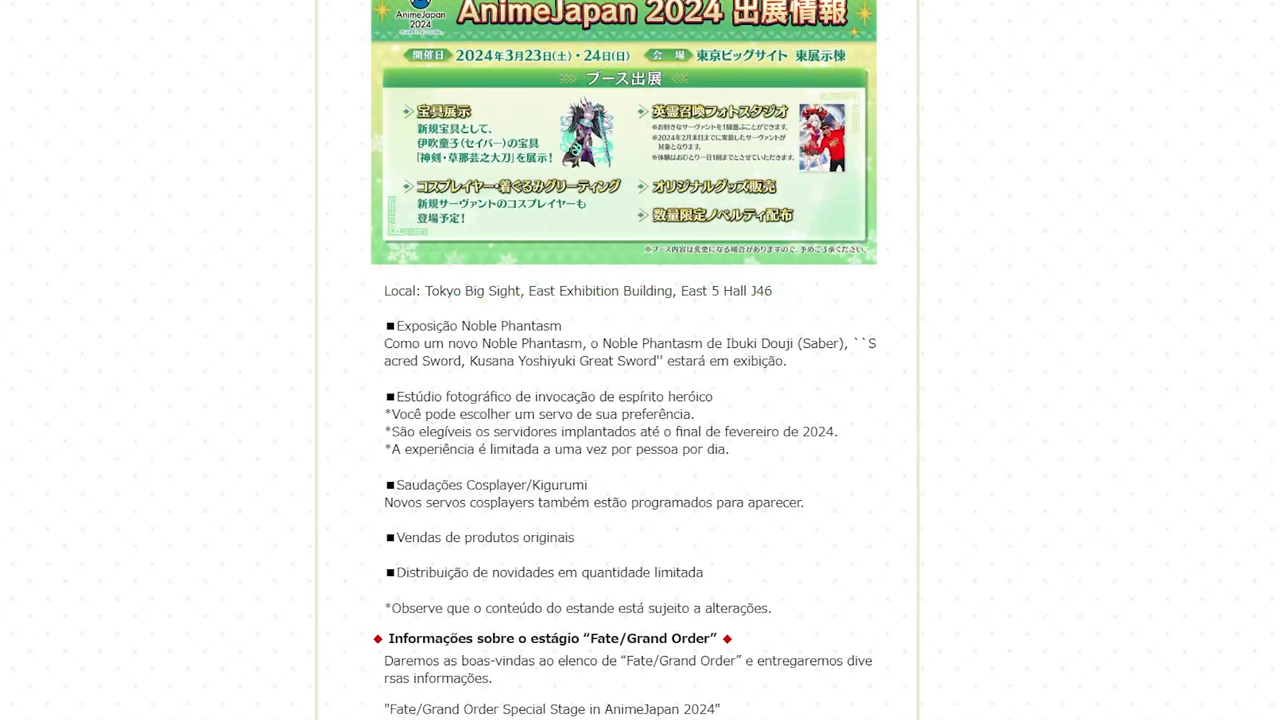 AnimeJapan 2024 出展情報
AnimeJapan
2024
開催日 2024年3月23日(土)・24日(日) 会 場 東京ビッグサイト 東展示棟
ブース出展
宝具展示
新規宝具として、
伊吹童子(セイバー)の宝具
「神剣・草那芸之大刀」を展示!
英霊召喚フォトスタジオ
※お好きなサーヴァントを1騎選ぶことができます。
※2024年2月末日までに実装したサーヴァントが
対象となります。
※体験はおひとり一日1回までとさせていただきます。
コスプレイヤー・着ぐるみグリーティング
新規サーヴァントのコスプレイヤーも
登場予定!
オリジナルグッズ販売
数量限定ノベルティ配布
※ブース内容は変更になる場合がありますので、予めご了承ください。
Local: Tokyo Big Sight, East Exhibition Building, East 5 Hall J46
■Exposição Noble Phantasm
Como um novo Noble Phantasm, o Noble Phantasm de Ibuki Douji (Saber), ``S
acred Sword, Kusana Yoshiyuki Great Sword'' estará em exibição.
■Estúdio fotográfico de invocação de espírito heróico
*Você pode escolher um servo de sua preferência.
*São elegíveis os servidores implantados até o final de fevereiro de 2024.
*A experiência é limitada a uma vez por pessoa por dia.
■Saudações Cosplayer/Kigurumi
Novos servos cosplayers também estão programados para aparecer.
■Vendas de produtos originais
■Distribuição de novidades em quantidade limitada
*Observe que o conteúdo do estande está sujeito a alterações.
◆ Informações sobre o estágio “Fate/Grand Order” ◆
Daremos as boas-vindas ao elenco de “Fate/Grand Order” e entregaremos dive
rsas informações.
"Fate/Grand Order Special Stage in AnimeJapan 2024"